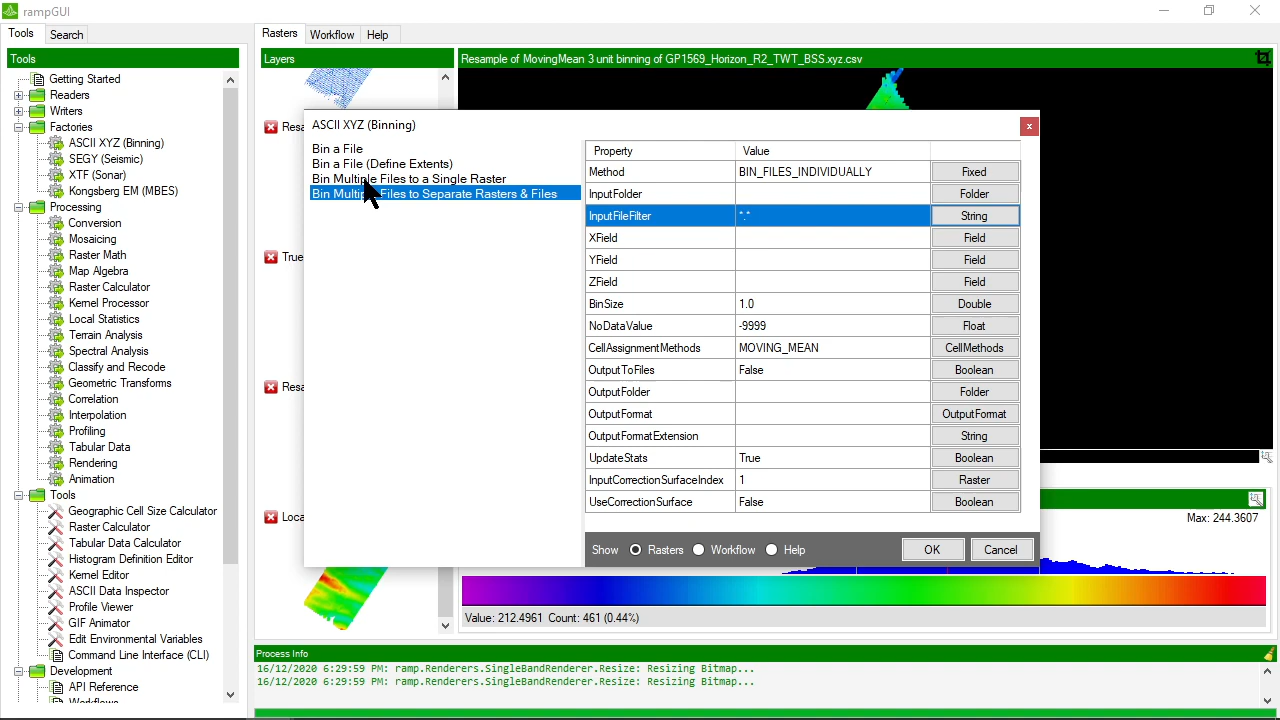 rampGUI
Tools
Search
Rasters
Workflow
Help
Tools
Getting Started
Readers
Writers
Factories
ASCII XYZ (Binning)
SEGY (Seismic)
XTF (Sonar)
Kongsberg EM (MBES)
Processing
Conversion
Mosaicing
Raster Math
Map Algebra
Raster Calculator
Kernel Processor
Local Statistics
Terrain Analysis
Spectral Analysis
Classify and Recode
Geometric Transforms
Correlation
Interpolation
Profiling
Tabular Data
Rendering
Animation
Tools
Geographic Cell Size Calculator
Raster Calculator
Tabular Data Calculator
Histogram Definition Editor
Kernel Editor
ASCII Data Inspector
Profile Viewer
GIF Animator
Edit Environmental Variables
Command Line Interface (CLI)
Development
API Reference
Layers
Resa
True
Resa
Loca
Resample of MovingMean 3 unit binning of GP1569_Horizon_R2_TWT_BSS.xyz.csv
ASCII XYZ (Binning)
x
Bin a File
Bin a File (Define Extents)
Bin Multiple Files to a Single Raster
Bin Multiple Files to Separate Rasters & Files
Property Value
Method BIN_FILES_INDIVIDUALLY Fixed
InputFolder Folder
InputFileFilter *.* String
XField Field
YField Field
ZField Field
BinSize 1.0 Double
NoDataValue -9999 Float
CellAssignmentMethods MOVING_MEAN CellMethods
OutputToFiles False Boolean
OutputFolder Folder
OutputFormat OutputFormat
OutputFormatExtension String
UpdateStats True Boolean
InputCorrectionSurfaceIndex 1 Raster
UseCorrectionSurface False Boolean
Show Rasters Workflow Help OK Cancel
Max: 244.3607
Value: 212.4961 Count: 461 (0.44%)
Process Info
16/12/2020 6:29:59 PM: ramp.Renderers.SingleBandRenderer.Resize: Resizing Bitmap...
16/12/2020 6:29:59 PM: ramp.Renderers.SingleBandRenderer.Resize: Resizing Bitmap...